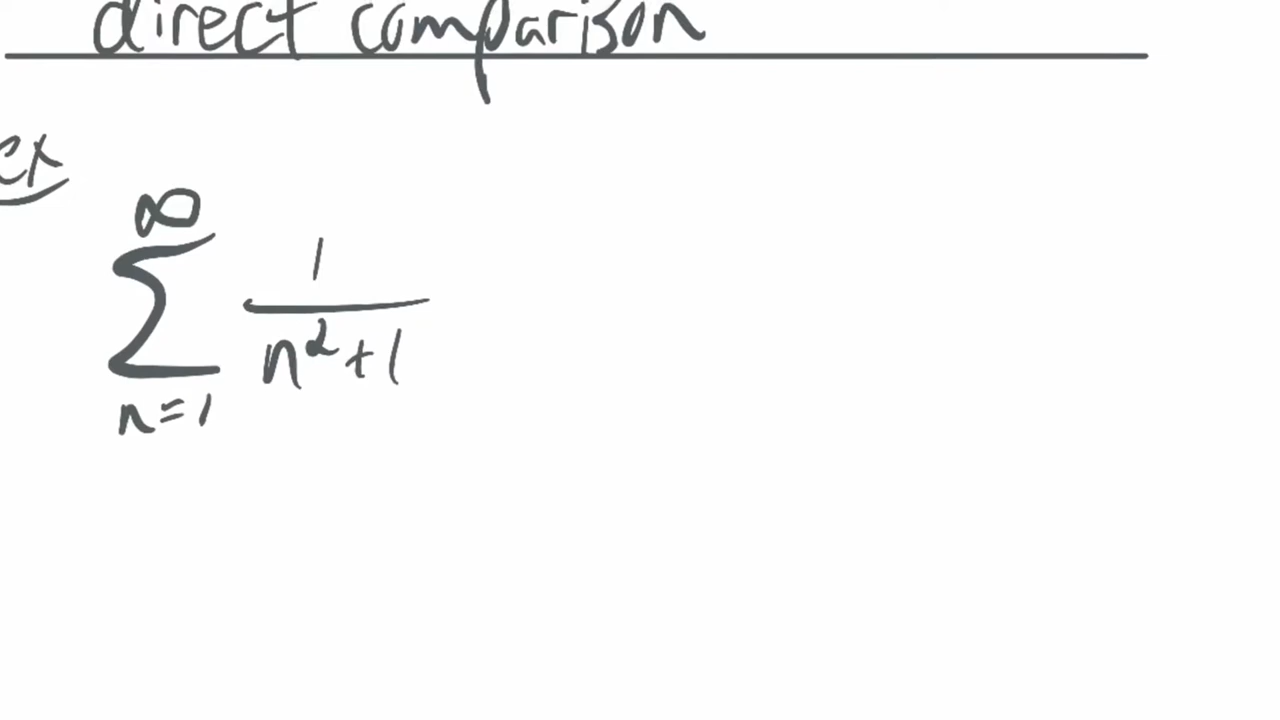 direct comparison
ex
∞
∑ 1/(n²+1)
n=1